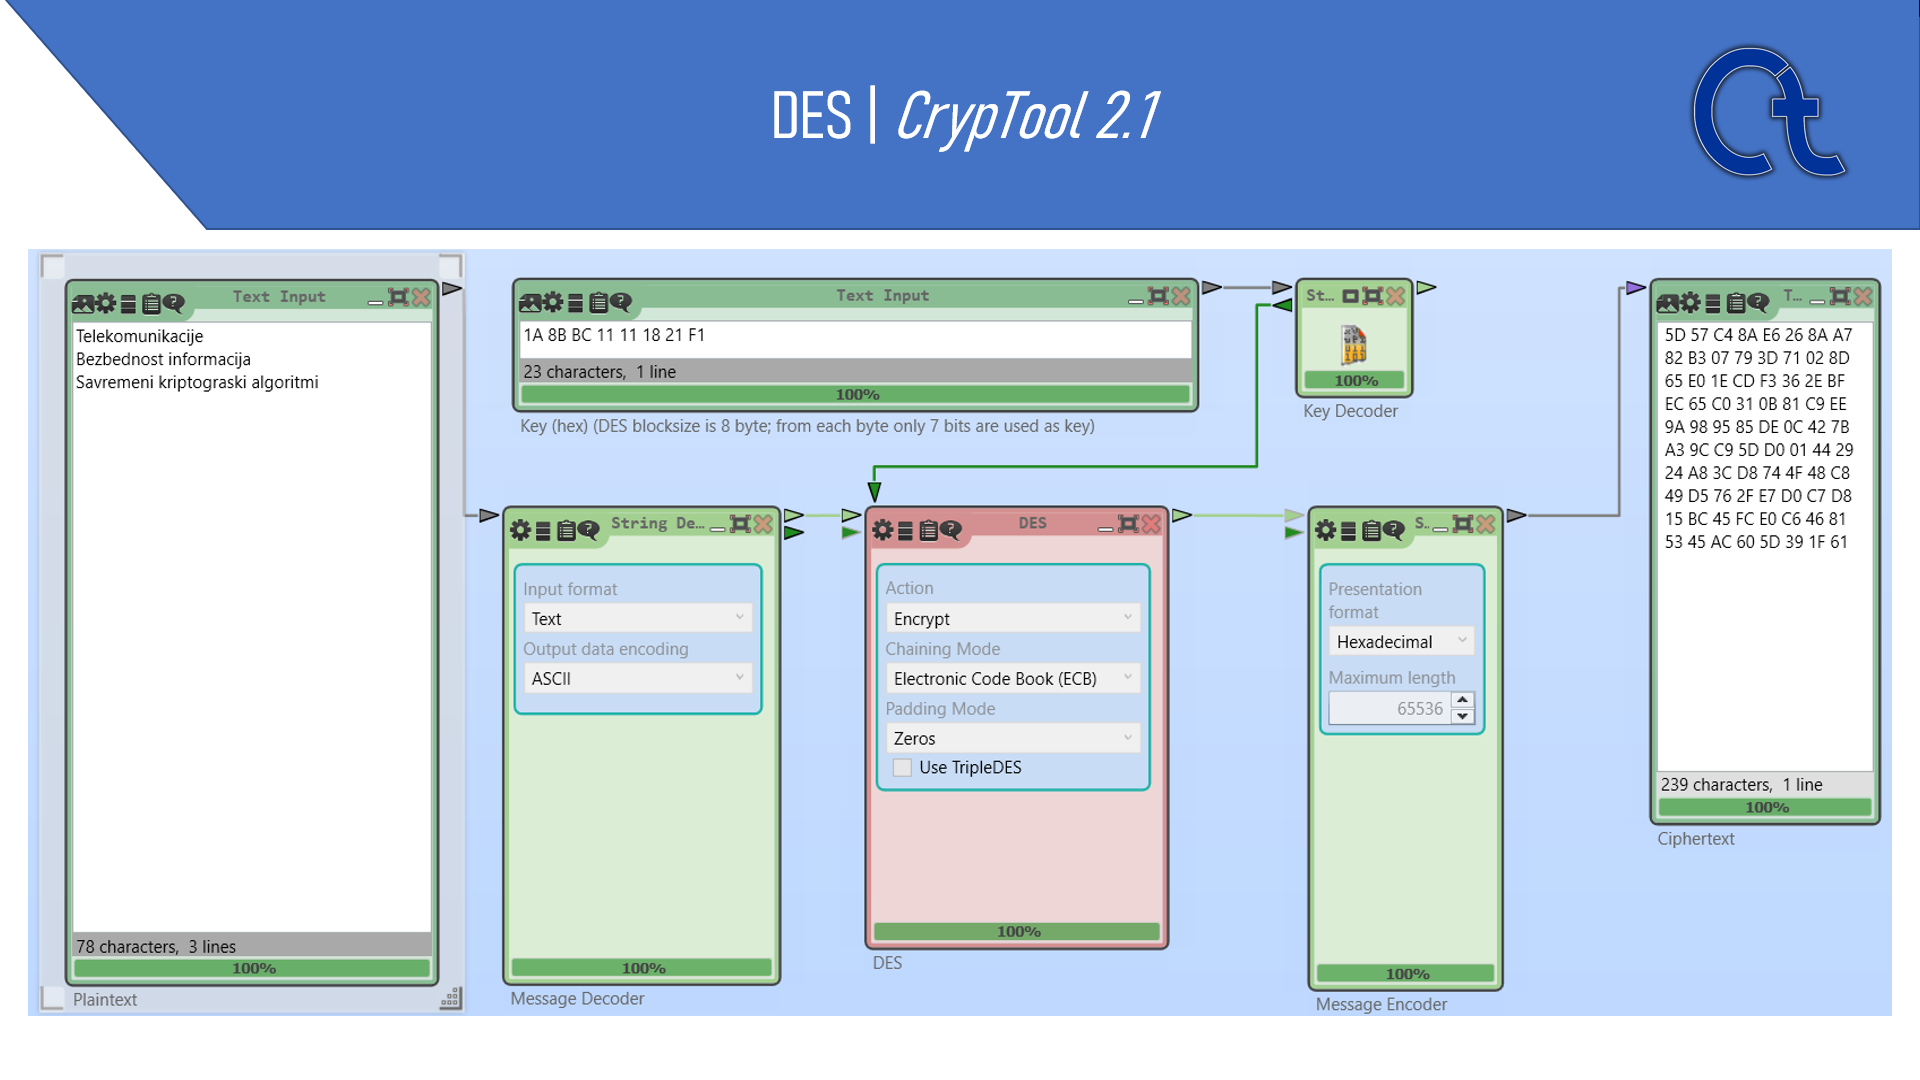 DES | CrypTool 2.1
Ct
Text Input
Telekomunikacije
Bezbednost informacija
Savremeni kriptograski algoritmi
78 characters, 3 lines
100%
Plaintext
Text Input
1A 8B BC 11 11 18 21 F1
23 characters, 1 line
100%
Key (hex) (DES blocksize is 8 byte; from each byte only 7 bits are used as key)
St...
100%
Key Decoder
String De...
Input format
Text
Output data encoding
ASCII
100%
Message Decoder
DES
Action
Encrypt
Chaining Mode
Electronic Code Book (ECB)
Padding Mode
Zeros
Use TripleDES
100%
DES
S...
Presentation
format
Hexadecimal
Maximum length
65536
100%
Message Encoder
T...
5D 57 C4 8A E6 26 8A A7
82 B3 07 79 3D 71 02 8D
65 E0 1E CD F3 36 2E BF
EC 65 C0 31 0B 81 C9 EE
9A 98 95 85 DE 0C 42 7B
A3 9C C9 5D D0 01 44 29
24 A8 3C D8 74 4F 48 C8
49 D5 76 2F E7 D0 C7 D8
15 BC 45 FC E0 C6 46 81
53 45 AC 60 5D 39 1F 61
239 characters, 1 line
100%
Ciphertext